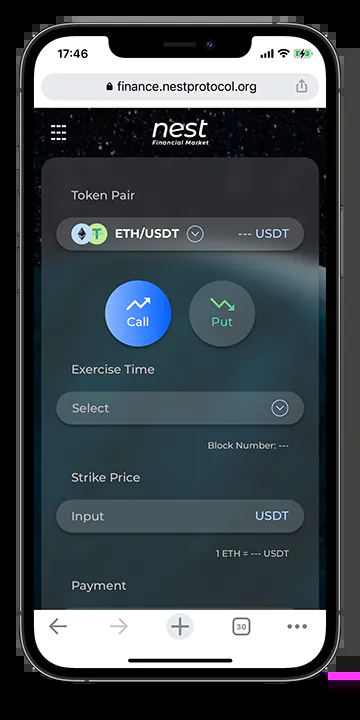 17:46
finance.nestprotocol.org
nest
Financial Market
Token Pair
ETH/USDT --- USDT
Call
Put
Exercise Time
Select
Block Number: ---
Strike Price
Input USDT
1 ETH = --- USDT
Payment
30